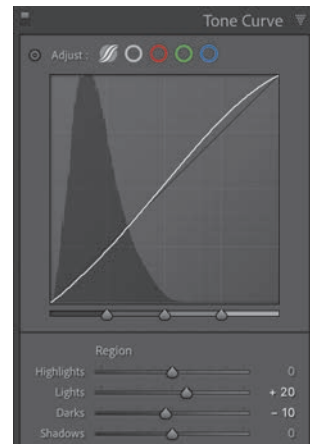 Tone Curve
Adjust :
Region
Highlights 0
Lights + 20
Darks – 10
Shadows 0